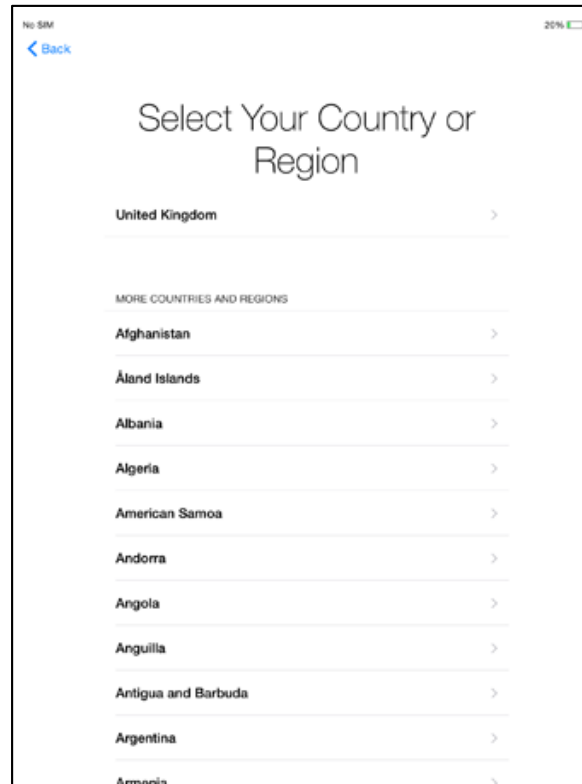 No SIM
20%
Back
Select Your Country or
Region
United Kingdom
MORE COUNTRIES AND REGIONS
Afghanistan
Åland Islands
Albania
Algeria
American Samoa
Andorra
Angola
Anguilla
Antigua and Barbuda
Argentina
Armenia